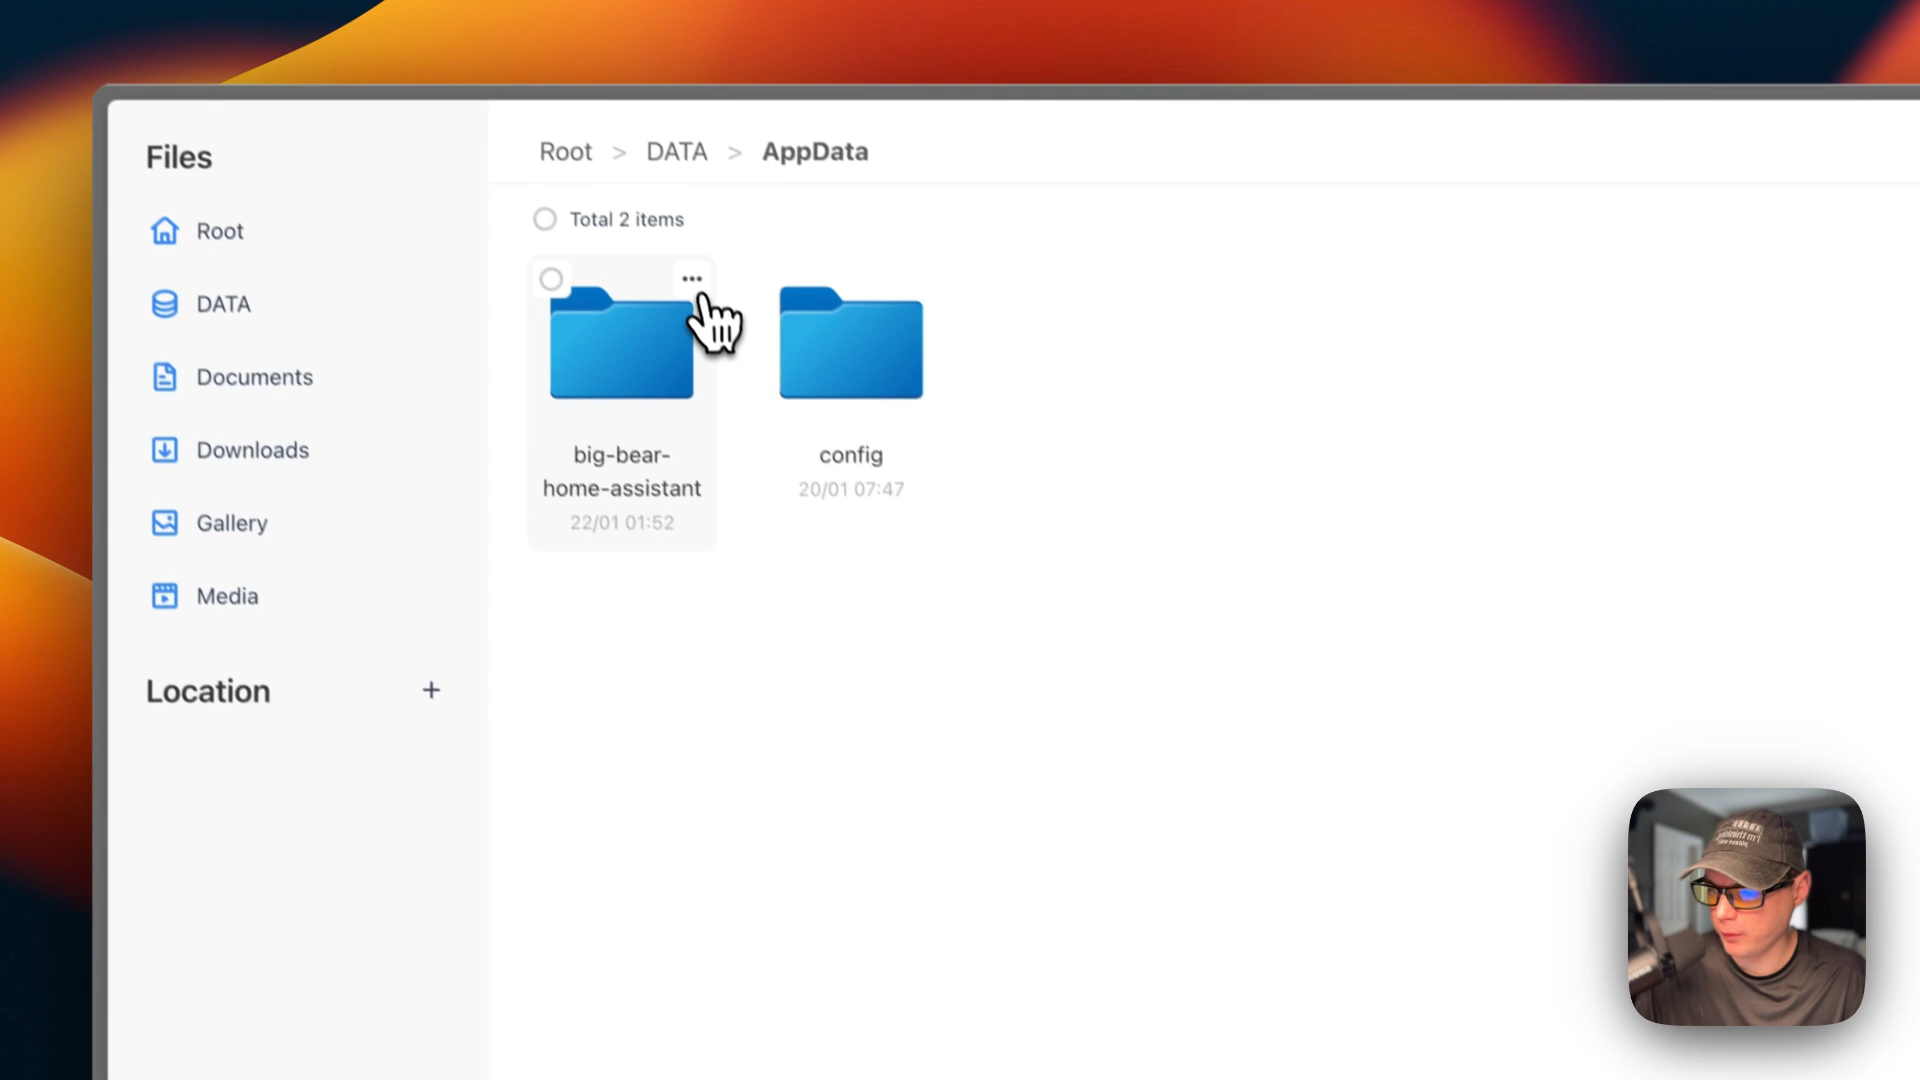 Files
Root
DATA
Documents
Downloads
Gallery
Media
Location
Root > DATA > AppData
Total 2 items
big-bear-
home-assistant
22/01 01:52
config
20/01 07:47